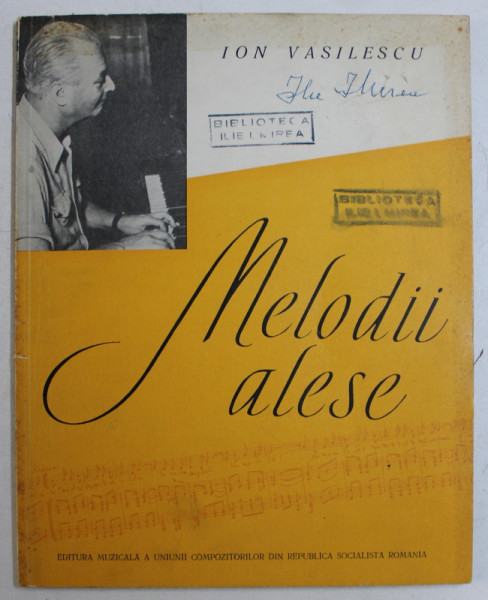 ION VASILESCU
Ilie I Mirea
BIBLIOTECA
ILIE I. MIREA
BIBLIOTECA
ILIE I. MIREA
Melodii
alese
EDITURA MUZICALA A UNIUNII COMPOZITORILOR DIN REPUBLICA SOCIALISTA ROMANIA